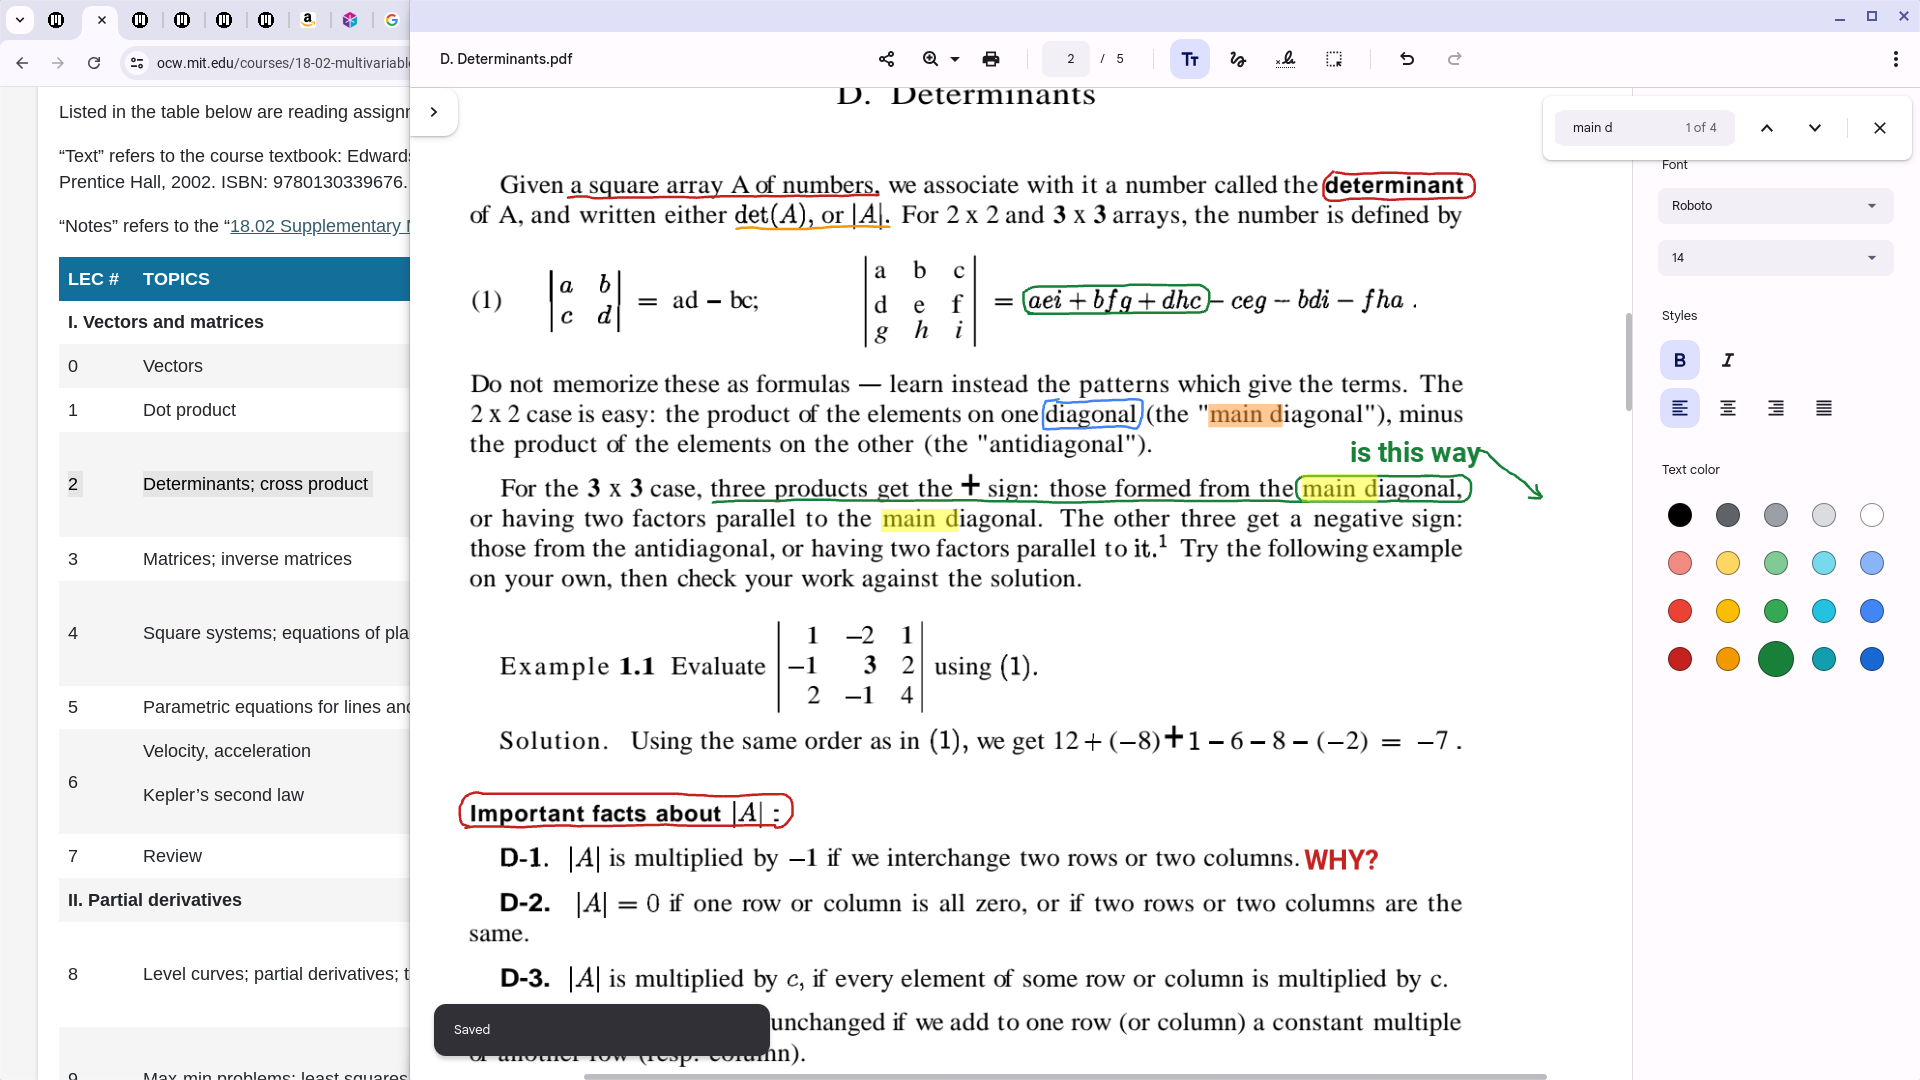 ocw.mit.edu/courses/18-02-multivariabl
Listed in the table below are reading assignr
“Text” refers to the course textbook: Edwards
Prentice Hall, 2002. ISBN: 9780130339676.
“Notes” refers to the “18.02 Supplementary N
LEC # TOPICS
I. Vectors and matrices
0 Vectors
1 Dot product
2 Determinants; cross product
3 Matrices; inverse matrices
4 Square systems; equations of pla
5 Parametric equations for lines and
6 Velocity, acceleration
Kepler’s second law
7 Review
II. Partial derivatives
8 Level curves; partial derivatives; t
9 Max-min problems; least squares
D. Determinants.pdf
2 / 5
main d 1 of 4
D. Determinants
Given a square array A of numbers, we associate with it a number called the determinant
of A, and written either det(A), or |A|. For 2 x 2 and 3 x 3 arrays, the number is defined by
(1) |a b| = ad − bc; |a b c| = aei + bfg + dhc − ceg − bdi − fha .
|c d| |d e f|
|g h i|
Do not memorize these as formulas — learn instead the patterns which give the terms. The
2 x 2 case is easy: the product of the elements on one diagonal (the "main diagonal"), minus
the product of the elements on the other (the "antidiagonal").
is this way
For the 3 x 3 case, three products get the + sign: those formed from the main diagonal,
or having two factors parallel to the main diagonal. The other three get a negative sign:
those from the antidiagonal, or having two factors parallel to it.¹ Try the following example
on your own, then check your work against the solution.
1 −2 1
Example 1.1 Evaluate −1 3 2 using (1).
2 −1 4
Solution. Using the same order as in (1), we get 12 + (−8) + 1 − 6 − 8 − (−2) = −7 .
Important facts about |A| :
D-1. |A| is multiplied by −1 if we interchange two rows or two columns. WHY?
D-2. |A| = 0 if one row or column is all zero, or if two rows or two columns are the
same.
D-3. |A| is multiplied by c, if every element of some row or column is multiplied by c.
unchanged if we add to one row (or column) a constant multiple
of another row (resp. column).
Saved
Font
Roboto
14
Styles
B I
Text color